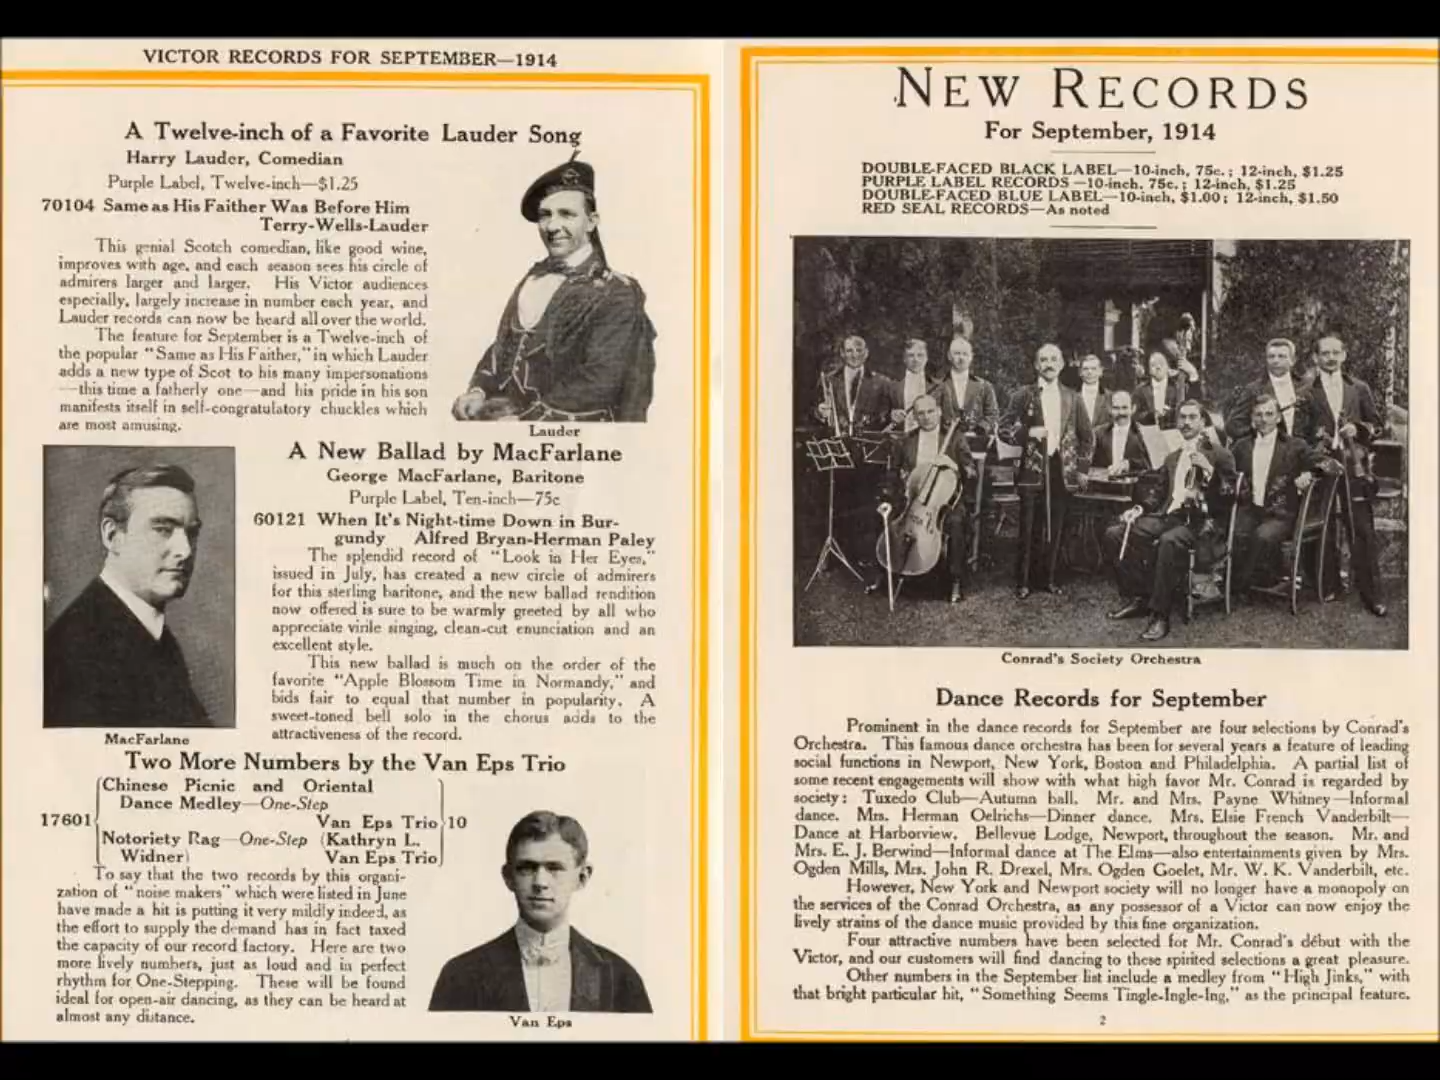 VICTOR RECORDS FOR SEPTEMBER—1914
A Twelve-inch of a Favorite Lauder Song
Harry Lauder, Comedian
Purple Label, Twelve-inch—$1.25
70104 Same as His Faither Was Before Him
Terry-Wells-Lauder
This genial Scotch comedian, like good wine,
improves with age, and each season sees his circle of
admirers larger and larger. His Victor audiences
especially, largely increase in number each year, and
Lauder records can now be heard all over the world.
The feature for September is a Twelve-inch of
the popular "Same as His Faither," in which Lauder
adds a new type of Scot to his many impersonations
—this time a fatherly one—and his pride in his son
manifests itself in self-congratulatory chuckles which
are most amusing.
Lauder
A New Ballad by MacFarlane
George MacFarlane, Baritone
Purple Label, Ten-inch—75c
60121 When It's Night-time Down in Bur-
gundy Alfred Bryan-Herman Paley
The splendid record of "Look in Her Eyes,"
issued in July, has created a new circle of admirers
for this sterling baritone, and the new ballad rendition
now offered is sure to be warmly greeted by all who
appreciate virile singing, clean-cut enunciation and an
excellent style.
This new ballad is much on the order of the
favorite "Apple Blossom Time in Normandy," and
bids fair to equal that number in popularity. A
sweet-toned bell solo in the chorus adds to the
attractiveness of the record.
MacFarlane
Two More Numbers by the Van Eps Trio
Chinese Picnic and Oriental
Dance Medley—One-Step
17601 Van Eps Trio 10
Notoriety Rag—One-Step (Kathryn L.
Widner) Van Eps Trio
To say that the two records by this organi-
zation of "noise makers" which were listed in June
have made a hit is putting it very mildly indeed, as
the effort to supply the demand has in fact taxed
the capacity of our record factory. Here are two
more lively numbers, just as loud and in perfect
rhythm for One-Stepping. These will be found
ideal for open-air dancing, as they can be heard at
almost any distance.
Van Eps
NEW RECORDS
For September, 1914
DOUBLE-FACED BLACK LABEL—10-inch, 75c.; 12-inch, $1.25
PURPLE LABEL RECORDS—10-inch. 75c.; 12-inch, $1.25
DOUBLE-FACED BLUE LABEL—10-inch, $1.00; 12-inch, $1.50
RED SEAL RECORDS—As noted
Conrad's Society Orchestra
Dance Records for September
Prominent in the dance records for September are four selections by Conrad's
Orchestra. This famous dance orchestra has been for several years a feature of leading
social functions in Newport, New York, Boston and Philadelphia. A partial list of
some recent engagements will show with what high favor Mr. Conrad is regarded by
society: Tuxedo Club—Autumn ball. Mr. and Mrs. Payne Whitney—Informal
dance. Mrs. Herman Oelrichs—Dinner dance. Mrs. Elsie French Vanderbilt—
Dance at Harborview. Bellevue Lodge, Newport, throughout the season. Mr. and
Mrs. E. J. Berwind—Informal dance at The Elms—also entertainments given by Mrs.
Ogden Mills, Mrs. John R. Drexel, Mrs. Ogden Goelet, Mr. W. K. Vanderbilt, etc.
However, New York and Newport society will no longer have a monopoly on
the services of the Conrad Orchestra, as any possessor of a Victor can now enjoy the
lively strains of the dance music provided by this fine organization.
Four attractive numbers have been selected for Mr. Conrad's début with the
Victor, and our customers will find dancing to these spirited selections a great pleasure.
Other numbers in the September list include a medley from "High Jinks," with
that bright particular hit, "Something Seems Tingle-Ingle-Ing," as the principal feature.
2